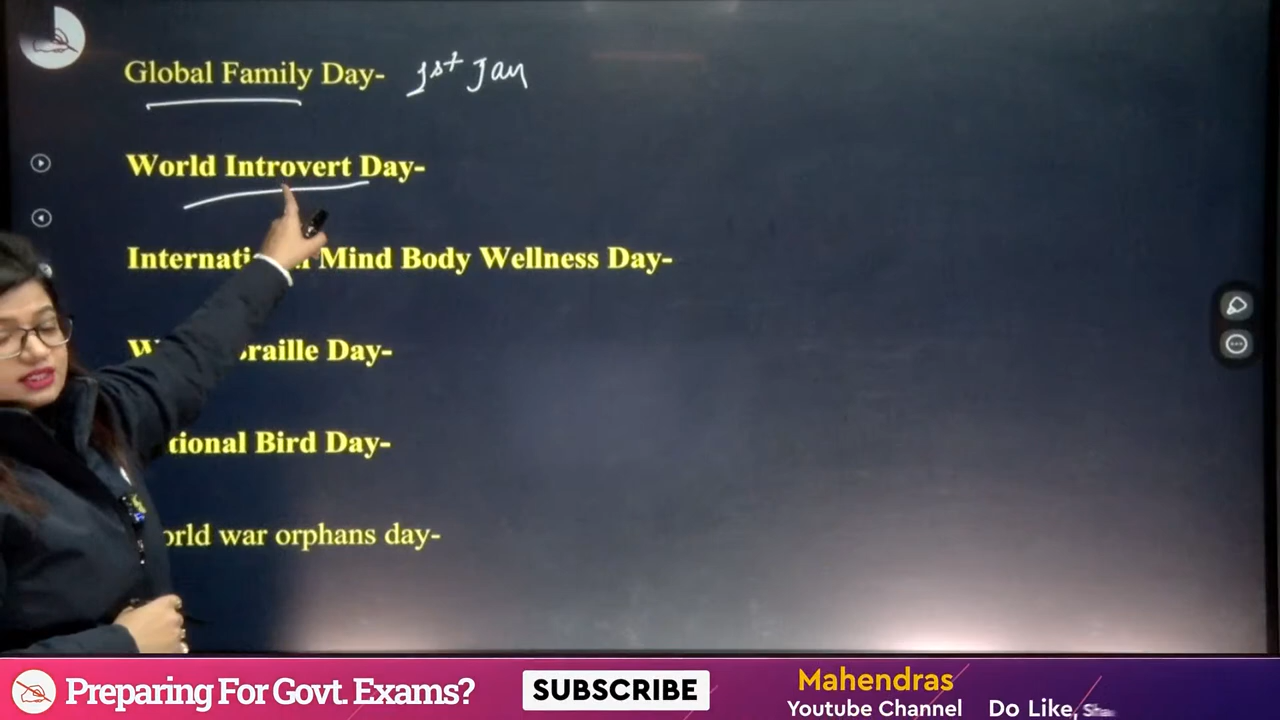 Global Family Day- 1st Jan
World Introvert Day-
Mind Body Wellness Day-
Day-
Bird Day-
war orphans day-
Preparing For Govt. Exams?
SUBSCRIBE
Mahendras
Youtube Channel Do Like,